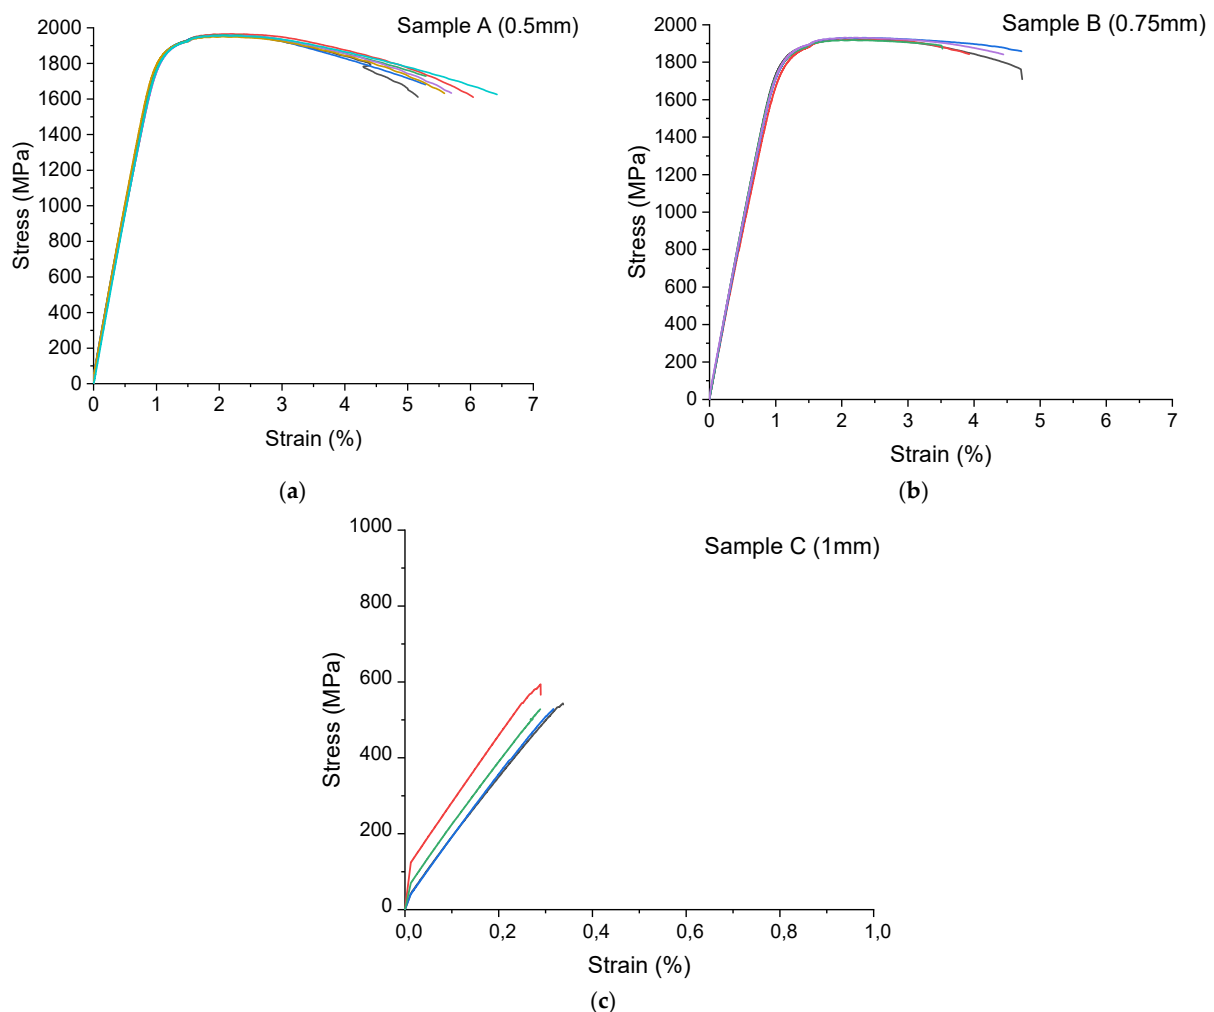 Sample A (0.5mm)
2000
1800
1600
1400
1200
1000
800
600
400
200
0
Stress (MPa)
0 1 2 3 4 5 6 7
Strain (%)
(a)
Sample B (0.75mm)
2000
1800
1600
1400
1200
1000
800
600
400
200
0
Stress (MPa)
0 1 2 3 4 5 6 7
Strain (%)
(b)
Sample C (1mm)
1000
800
600
400
200
0
Stress (MPa)
0,0 0,2 0,4 0,6 0,8 1,0
Strain (%)
(c)